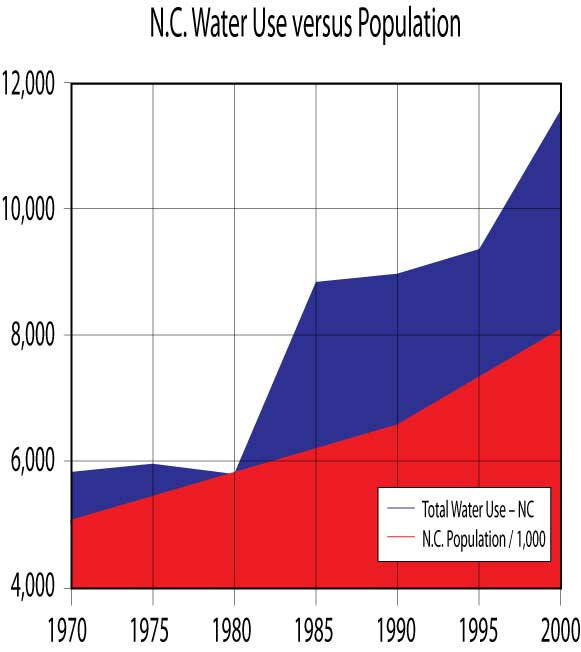 N.C. Water Use versus Population
12,000
10,000
8,000
6,000
4,000
Total Water Use – NC
N.C. Population / 1,000
1970 1975 1980 1985 1990 1995 2000